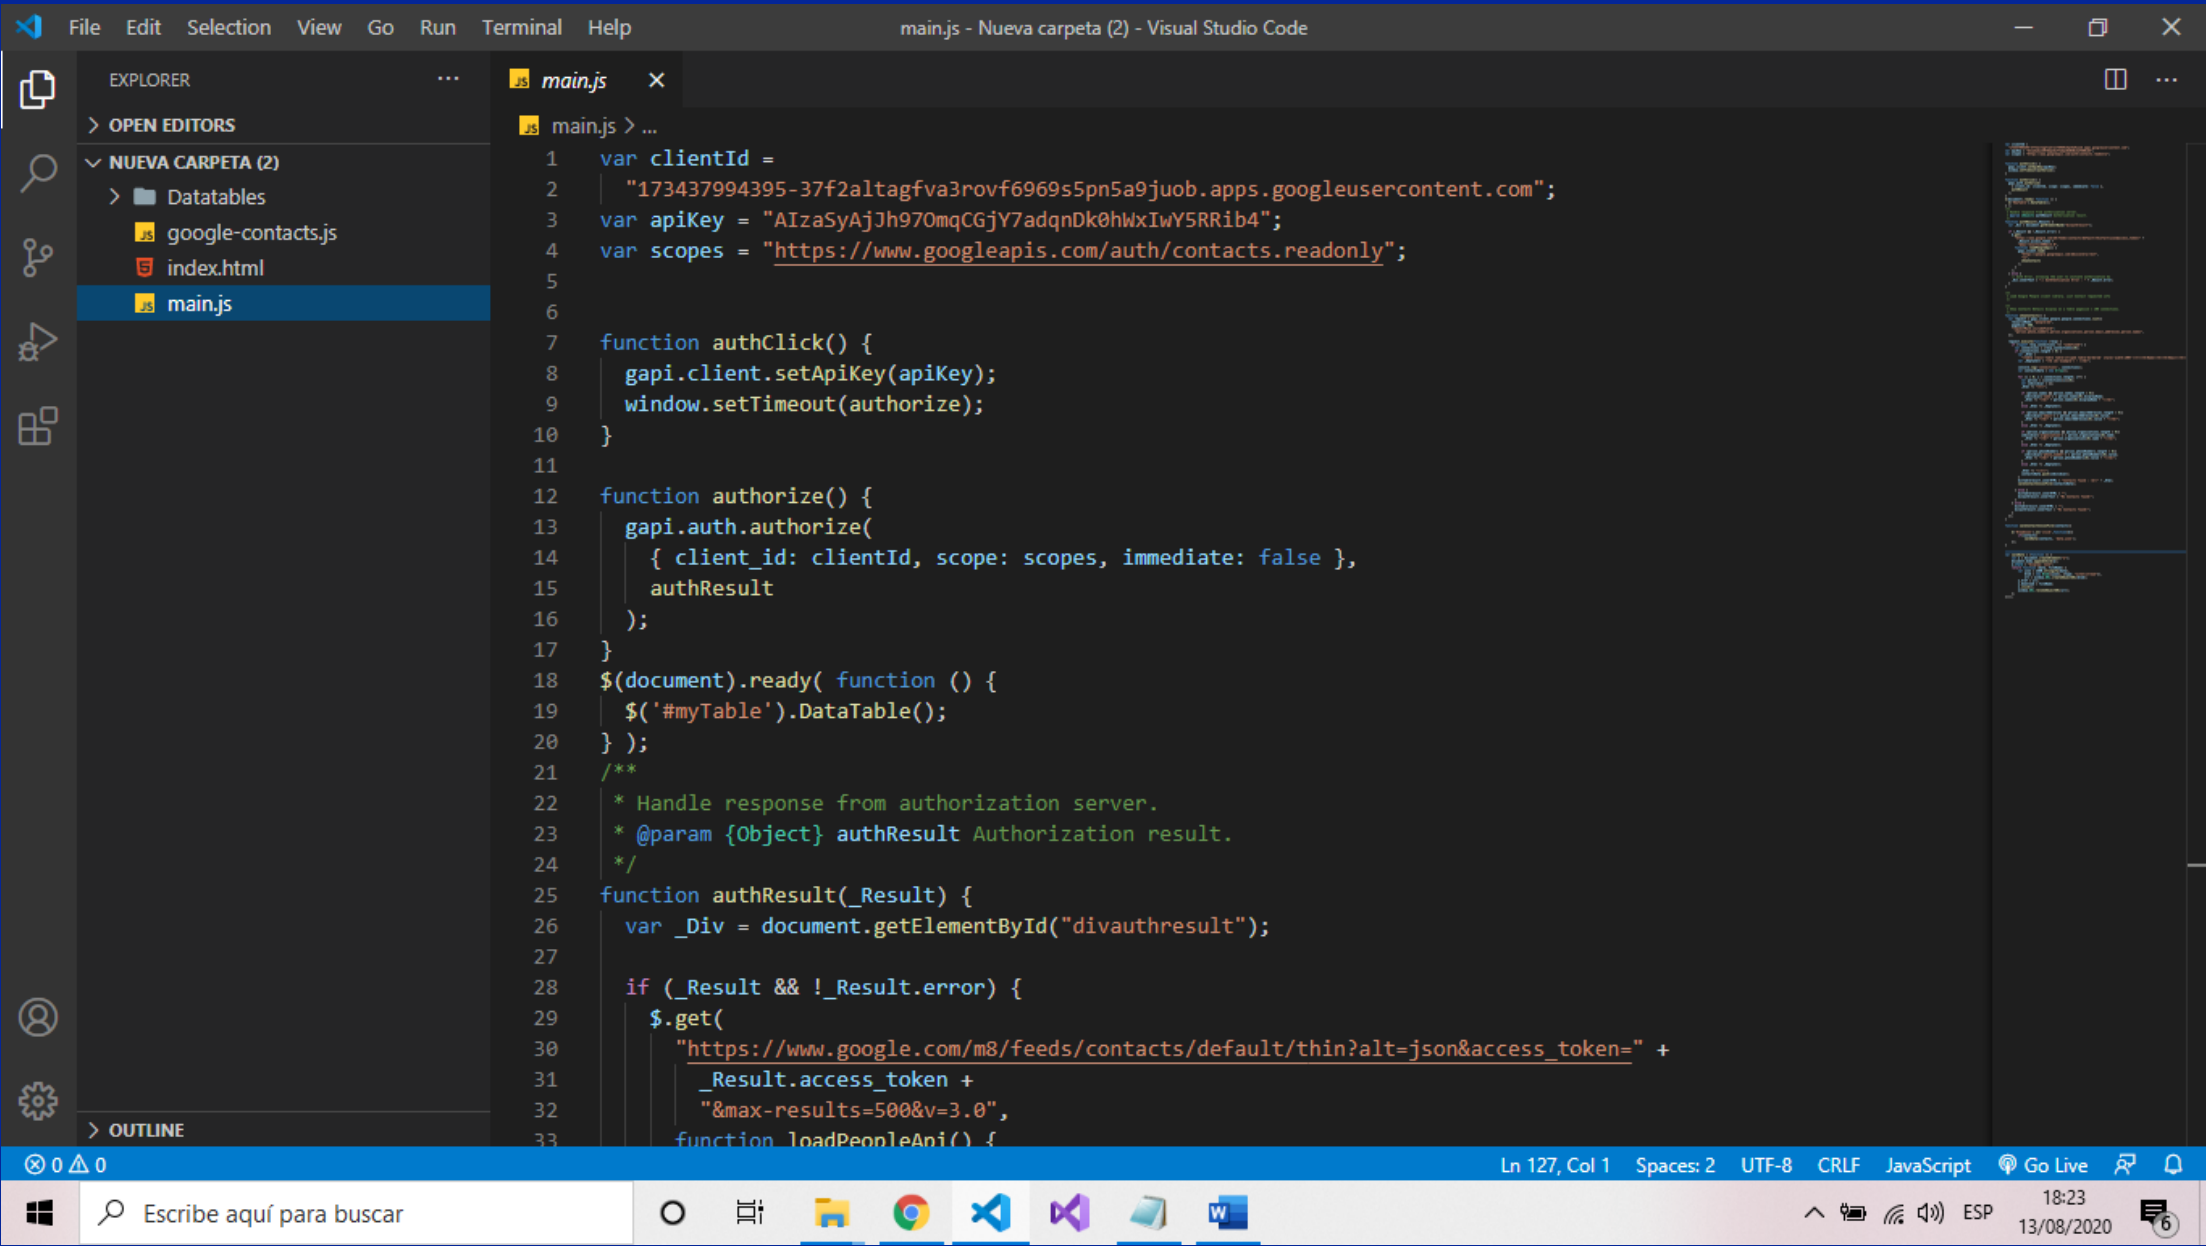 File Edit Selection View Go Run Terminal Help
main.js - Nueva carpeta (2) - Visual Studio Code
EXPLORER
OPEN EDITORS
NUEVA CARPETA (2)
Datatables
google-contacts.js
index.html
main.js
OUTLINE
main.js
main.js > ...
1 var clientId =
2 "173437994395-37f2altagfva3rovf6969s5pn5a9juob.apps.googleusercontent.com";
3 var apiKey = "AIzaSyAjJh97OmqCGjY7adqnDk0hWxIwY5RRib4";
4 var scopes = "https://www.googleapis.com/auth/contacts.readonly";
5
6
7 function authClick() {
8 gapi.client.setApiKey(apiKey);
9 window.setTimeout(authorize);
10 }
11
12 function authorize() {
13 gapi.auth.authorize(
14 { client_id: clientId, scope: scopes, immediate: false },
15 authResult
16 );
17 }
18 $(document).ready( function () {
19 $('#myTable').DataTable();
20 } );
21 /**
22 * Handle response from authorization server.
23 * @param {Object} authResult Authorization result.
24 */
25 function authResult(_Result) {
26 var _Div = document.getElementById("divauthresult");
27
28 if (_Result && !_Result.error) {
29 $.get(
30 "https://www.google.com/m8/feeds/contacts/default/thin?alt=json&access_token=" +
31 _Result.access_token +
32 "&max-results=500&v=3.0",
33 function loadPeopleApi() {
0 0
Ln 127, Col 1 Spaces: 2 UTF-8 CRLF JavaScript Go Live
Escribe aquí para buscar
ESP
18:23
13/08/2020
6